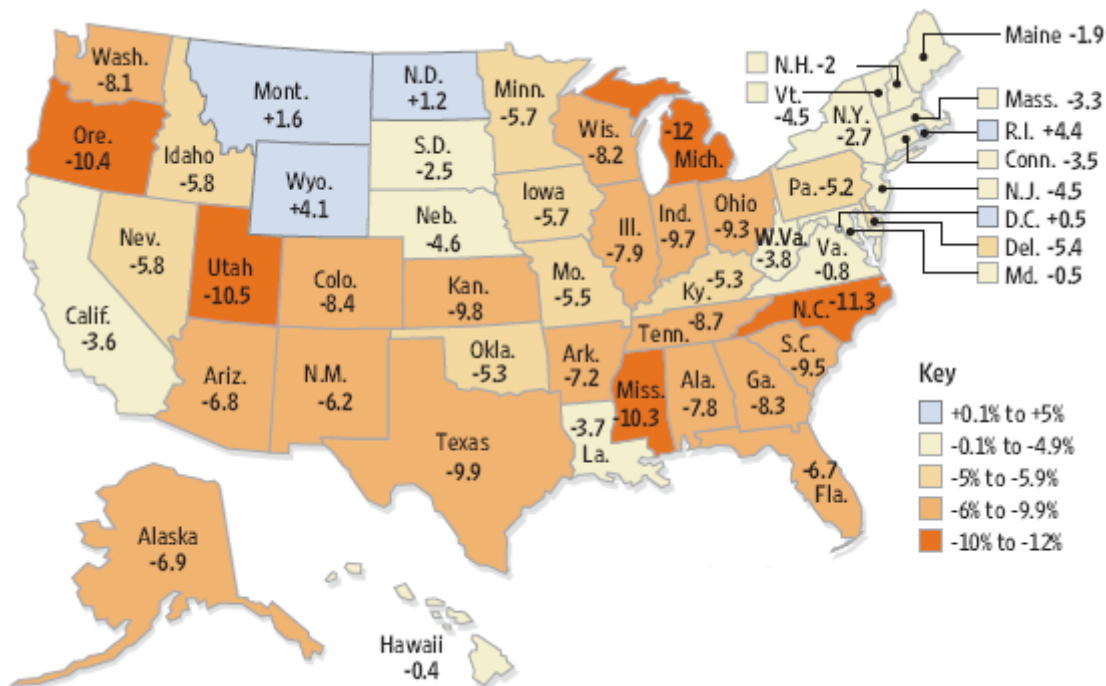 Wash.
-8.1
Ore.
-10.4
Idaho
-5.8
Mont.
+1.6
Wyo.
+4.1
N.D.
+1.2
S.D.
-2.5
Neb.
-4.6
Minn.
-5.7
Iowa
-5.7
Wis.
-8.2
-12
Mich.
Ill.
-7.9
Ind.
-9.7
Ohio
-9.3
Pa. -5.2
N.Y.
-2.7
N.H. -2
Vt.
-4.5
Maine -1.9
Mass. -3.3
R.I. +4.4
Conn. -3.5
N.J. -4.5
D.C. +0.5
Del. -5.4
Md. -0.5
W.Va.
-3.8
Va.
-0.8
Calif.
-3.6
Nev.
-5.8
Utah
-10.5
Colo.
-8.4
Kan.
-9.8
Mo.
-5.5
-5.3
Ky.
-8.7
Tenn.
N.C. -11.3
S.C.
-9.5
Ariz.
-6.8
N.M.
-6.2
Okla.
-5.3
Ark.
-7.2
Texas
-9.9
-3.7
La.
Miss.
-10.3
Ala.
-7.8
Ga.
-8.3
-6.7
Fla.
Alaska
-6.9
Hawaii
-0.4
Key
+0.1% to +5%
-0.1% to -4.9%
-5% to -5.9%
-6% to -9.9%
-10% to -12%